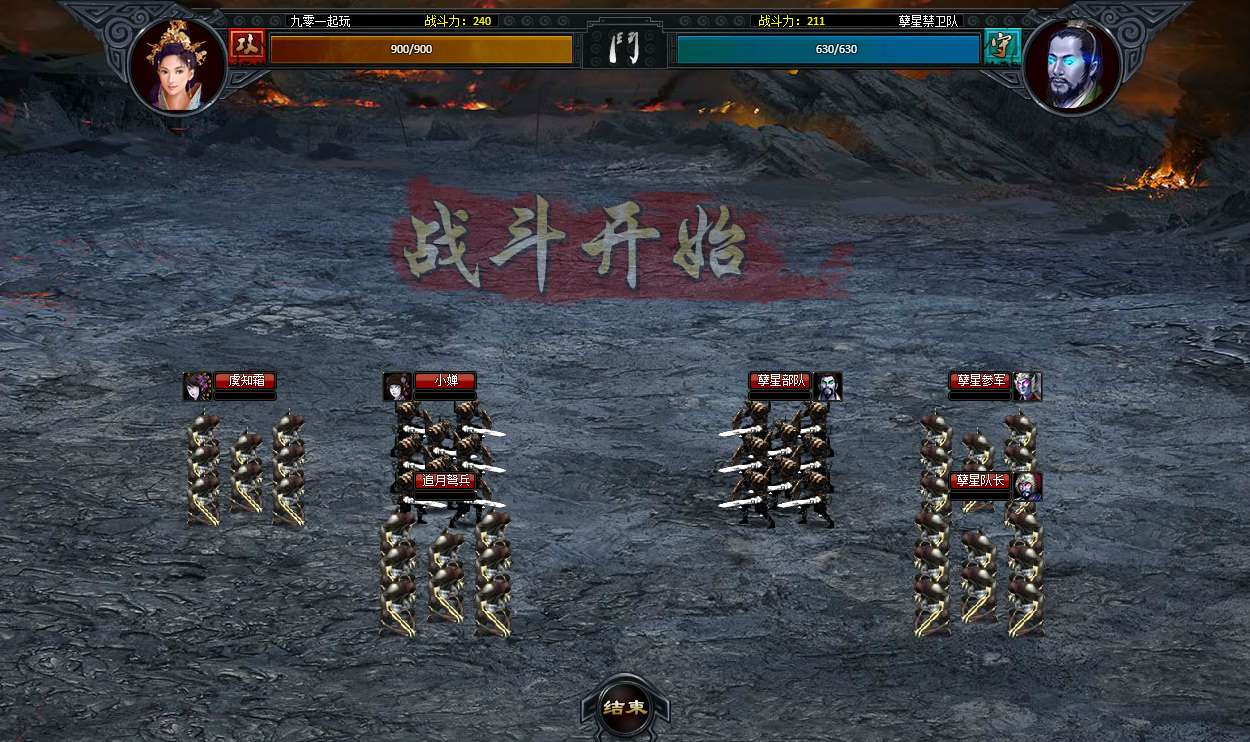 九零一起玩 战斗力：240
攻 900/900
鬥
战斗力：211 孽星禁卫队
630/630 守
战斗开始
虞知霜
小婵
孽星部队
孽星参军
追月弩兵
孽星队长
结束